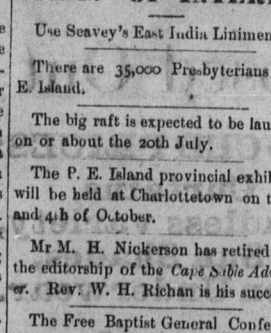 Use Seavey's East India Linimen
There are 35,000 Presbyterians
E. Island.
The big raft is expected to be lau
on or about the 20th July.
The P. E. Island provincial exhi
will be held at Charlottetown on t
and 4th of October.
Mr M. H. Nickerson has retired
the editorship of the Cape Sable Ad
er. Rev. W. H. Richan is his succ
The Free Baptist General Confe